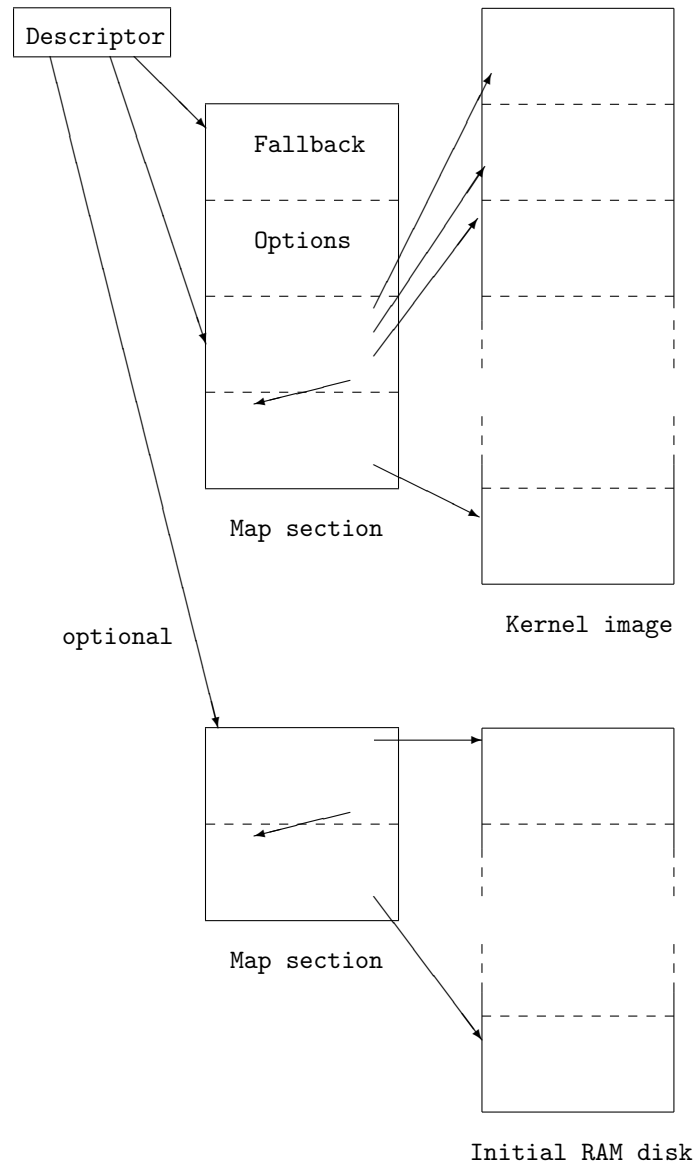 Descriptor
Fallback
Options
Map section
Kernel image
optional
Map section
Initial RAM disk